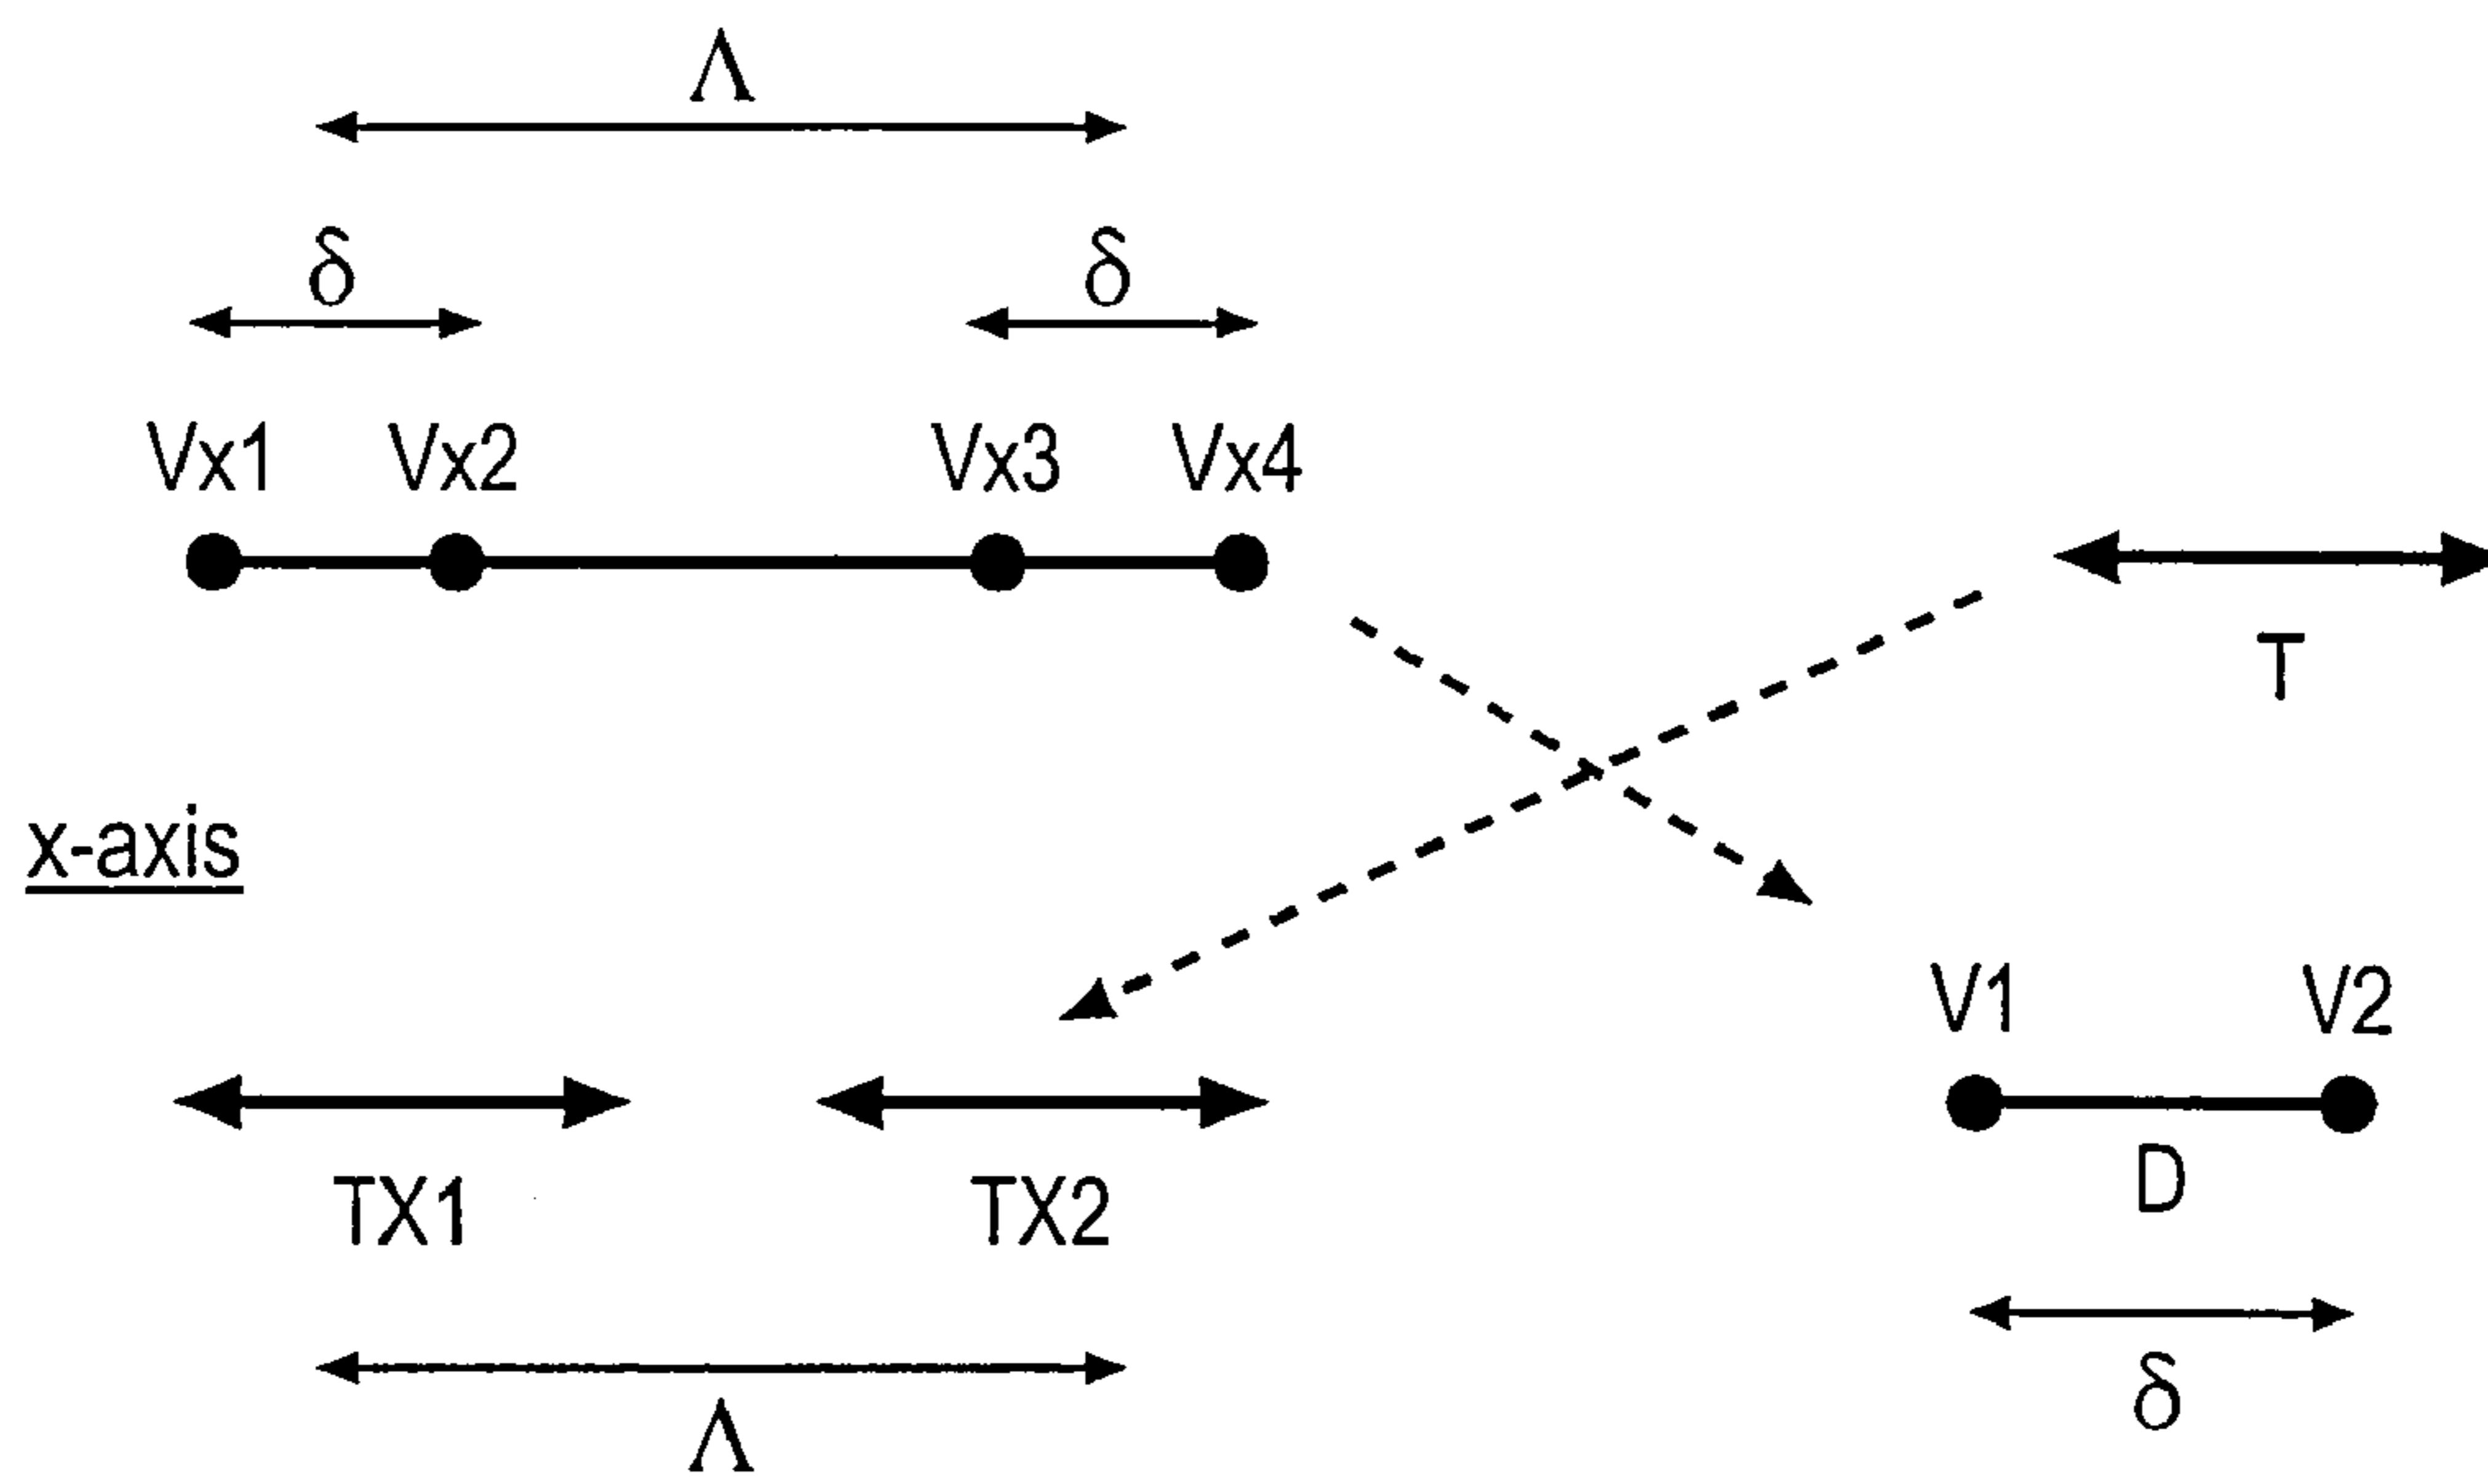 Λ
δ δ
Vx1 Vx2 Vx3 Vx4
T
x-axis
V1 V2
D
TX1 TX2
δ
Λ